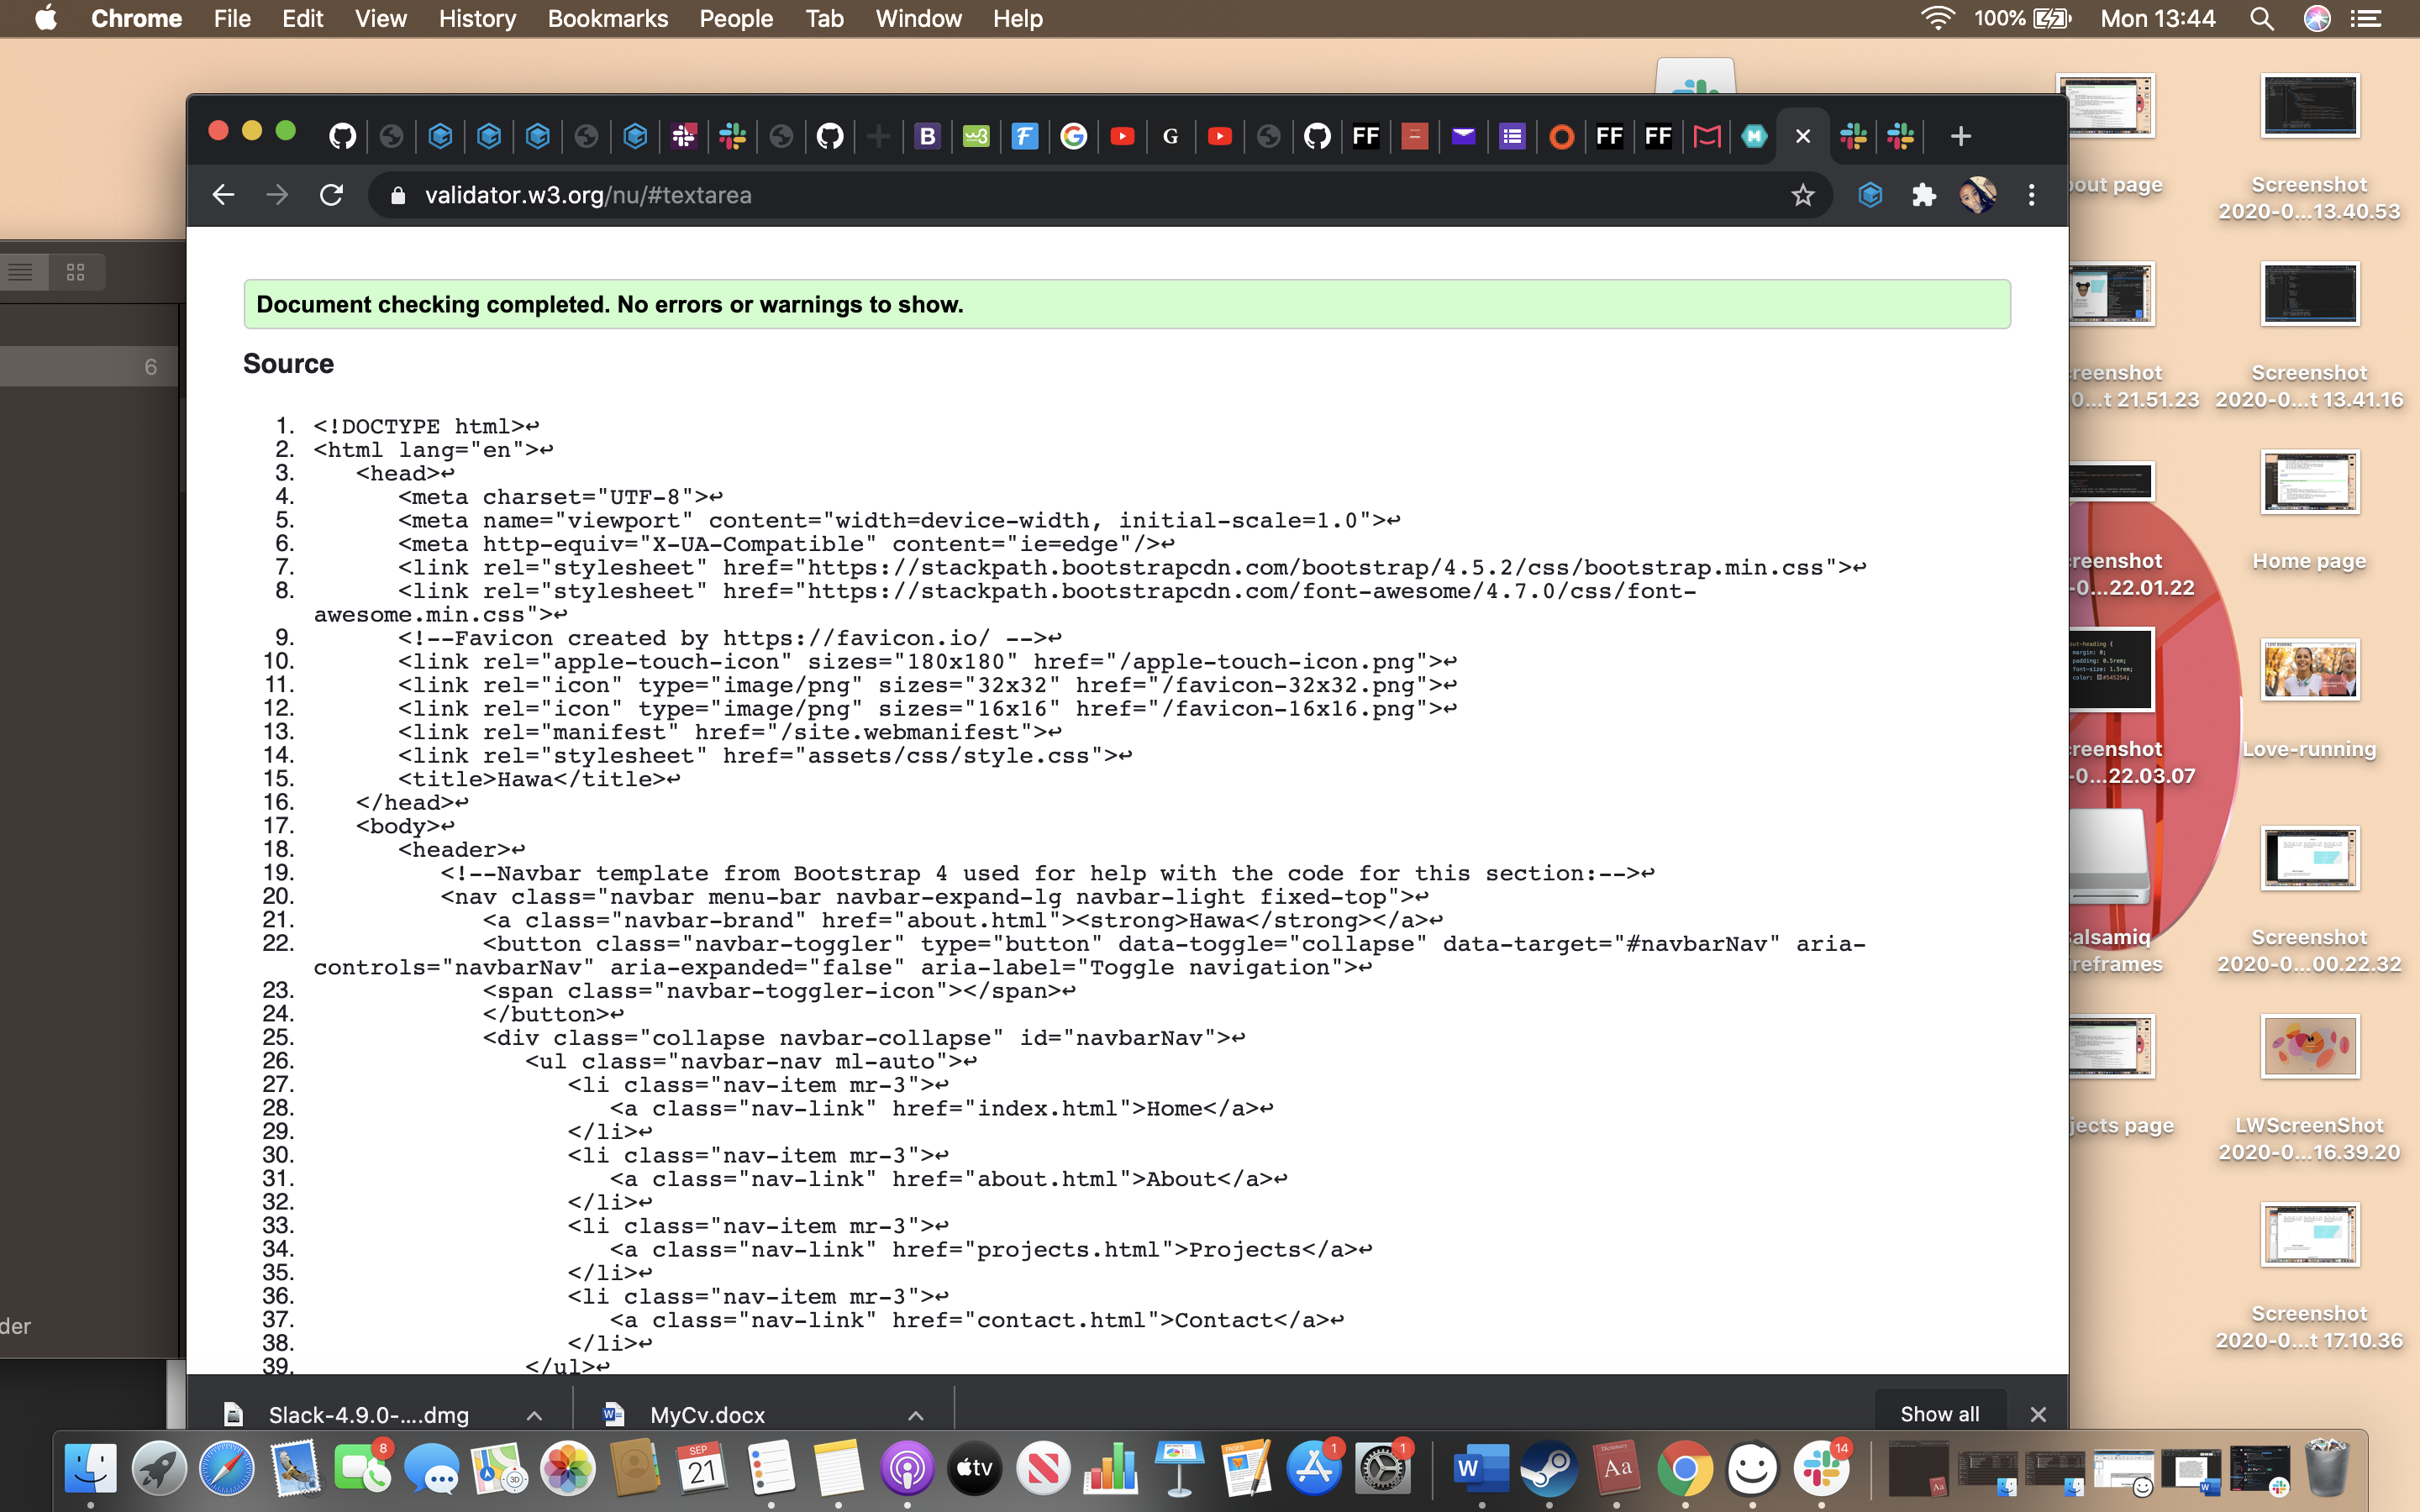 Chrome File Edit View History Bookmarks People Tab Window Help 100% Mon 13:44
validator.w3.org/nu/#textarea
Document checking completed. No errors or warnings to show.
Source
1. <!DOCTYPE html>↩
2. <html lang="en">↩
3. <head>↩
4. <meta charset="UTF-8">↩
5. <meta name="viewport" content="width=device-width, initial-scale=1.0">↩
6. <meta http-equiv="X-UA-Compatible" content="ie=edge"/>↩
7. <link rel="stylesheet" href="https://stackpath.bootstrapcdn.com/bootstrap/4.5.2/css/bootstrap.min.css">↩
8. <link rel="stylesheet" href="https://stackpath.bootstrapcdn.com/font-awesome/4.7.0/css/font-
awesome.min.css">↩
9. <!--Favicon created by https://favicon.io/ -->↩
10. <link rel="apple-touch-icon" sizes="180x180" href="/apple-touch-icon.png">↩
11. <link rel="icon" type="image/png" sizes="32x32" href="/favicon-32x32.png">↩
12. <link rel="icon" type="image/png" sizes="16x16" href="/favicon-16x16.png">↩
13. <link rel="manifest" href="/site.webmanifest">↩
14. <link rel="stylesheet" href="assets/css/style.css">↩
15. <title>Hawa</title>↩
16. </head>↩
17. <body>↩
18. <header>↩
19. <!--Navbar template from Bootstrap 4 used for help with the code for this section:-->↩
20. <nav class="navbar menu-bar navbar-expand-lg navbar-light fixed-top">↩
21. <a class="navbar-brand" href="about.html"><strong>Hawa</strong></a>↩
22. <button class="navbar-toggler" type="button" data-toggle="collapse" data-target="#navbarNav" aria-
controls="navbarNav" aria-expanded="false" aria-label="Toggle navigation">↩
23. <span class="navbar-toggler-icon"></span>↩
24. </button>↩
25. <div class="collapse navbar-collapse" id="navbarNav">↩
26. <ul class="navbar-nav ml-auto">↩
27. <li class="nav-item mr-3">↩
28. <a class="nav-link" href="index.html">Home</a>↩
29. </li>↩
30. <li class="nav-item mr-3">↩
31. <a class="nav-link" href="about.html">About</a>↩
32. </li>↩
33. <li class="nav-item mr-3">↩
34. <a class="nav-link" href="projects.html">Projects</a>↩
35. </li>↩
36. <li class="nav-item mr-3">↩
37. <a class="nav-link" href="contact.html">Contact</a>↩
38. </li>↩
39. </ul>↩
6
der
Slack-4.9.0-....dmg
MyCv.docx
Show all
out page
Screenshot
2020-0...13.40.53
reenshot
0...t 21.51.23
Screenshot
2020-0...t 13.41.16
reenshot
-0...22.01.22
Home page
reenshot
-0...22.03.07
Love-running
alsamiq
ireframes
Screenshot
2020-0...00.22.32
jects page
LWScreenShot
2020-0...16.39.20
Screenshot
2020-0...t 17.10.36
8
SEP
21
tv
1
1
14